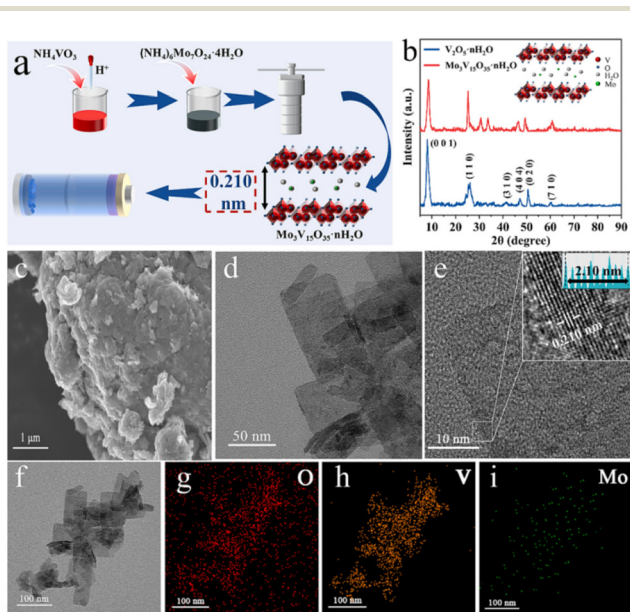 a
NH₄VO₃
H⁺
(NH₄)₆Mo₇O₂₄·4H₂O
0.210
nm
Mo₃V₁₅O₃₅·nH₂O
b
V₂O₅·nH₂O
Mo₃V₁₅O₃₅·nH₂O
V
O
H₂O
Mo
Intensity (a.u.)
(0 0 1)
(1 1 0)
(3 1 0)
(4 0 4)
(0 2 0)
(7 1 0)
10 20 30 40 50 60 70 80 90
2θ (degree)
c
1 μm
d
50 nm
e
2.10 nm
0.210 nm
10 nm
f
100 nm
g
O
100 nm
h
V
100 nm
i
Mo
100 nm